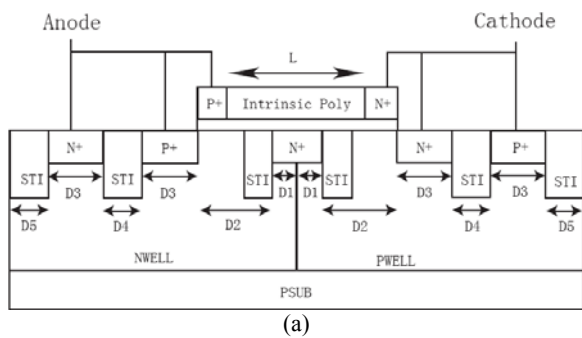 Anode Cathode
L
P+ Intrinsic Poly N+
N+ P+ N+ N+ P+
STI STI STI STI STI STI
D3 D3 D1 D1 D3 D3
D5 D4 D2 D2 D4 D5
NWELL PWELL
PSUB
(a)